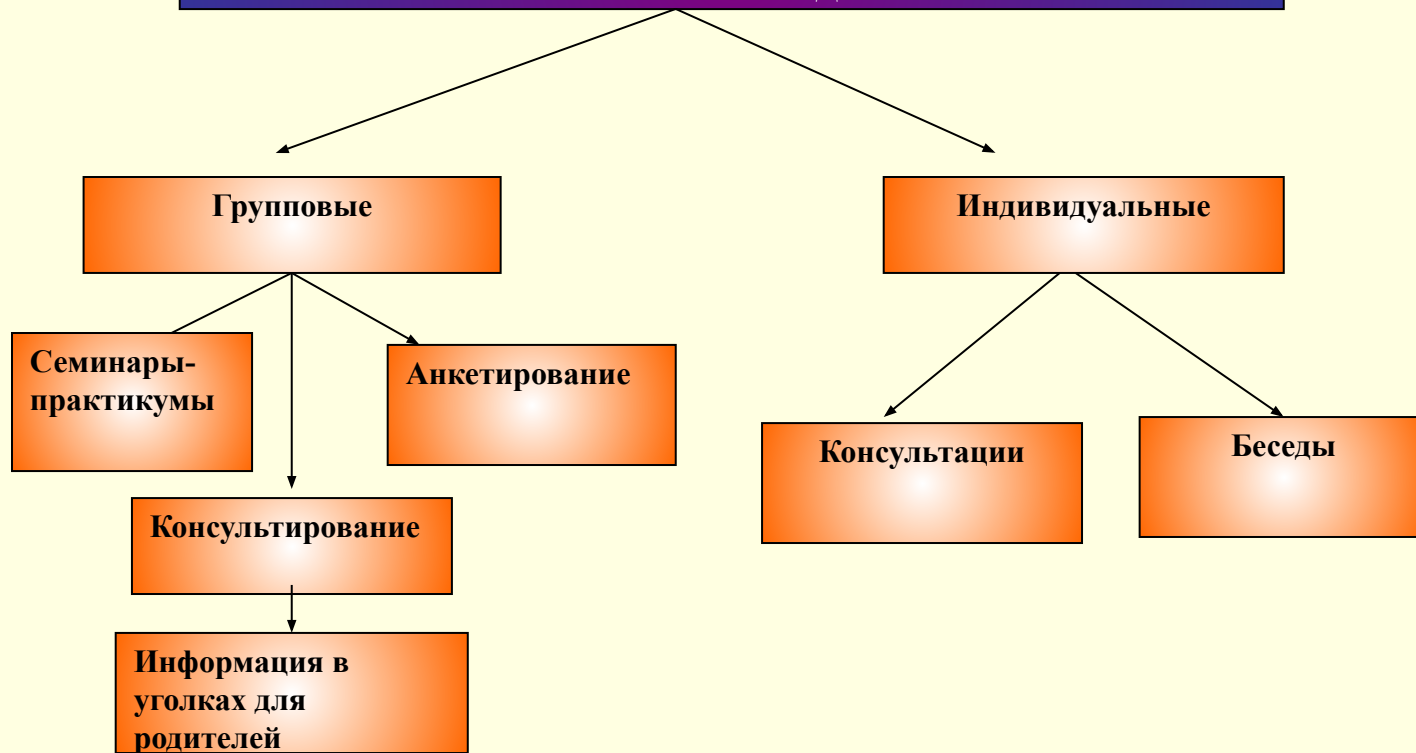 Групповые
Индивидуальные
Семинары-
практикумы
Анкетирование
Консультации
Беседы
Консультирование
Информация в
уголках для
родителей